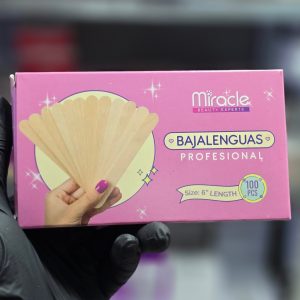 miracle
BEAUTY EXPERTS
BAJALENGUAS
PROFESIONAL
Size: 6" LENGTH
100
PCS